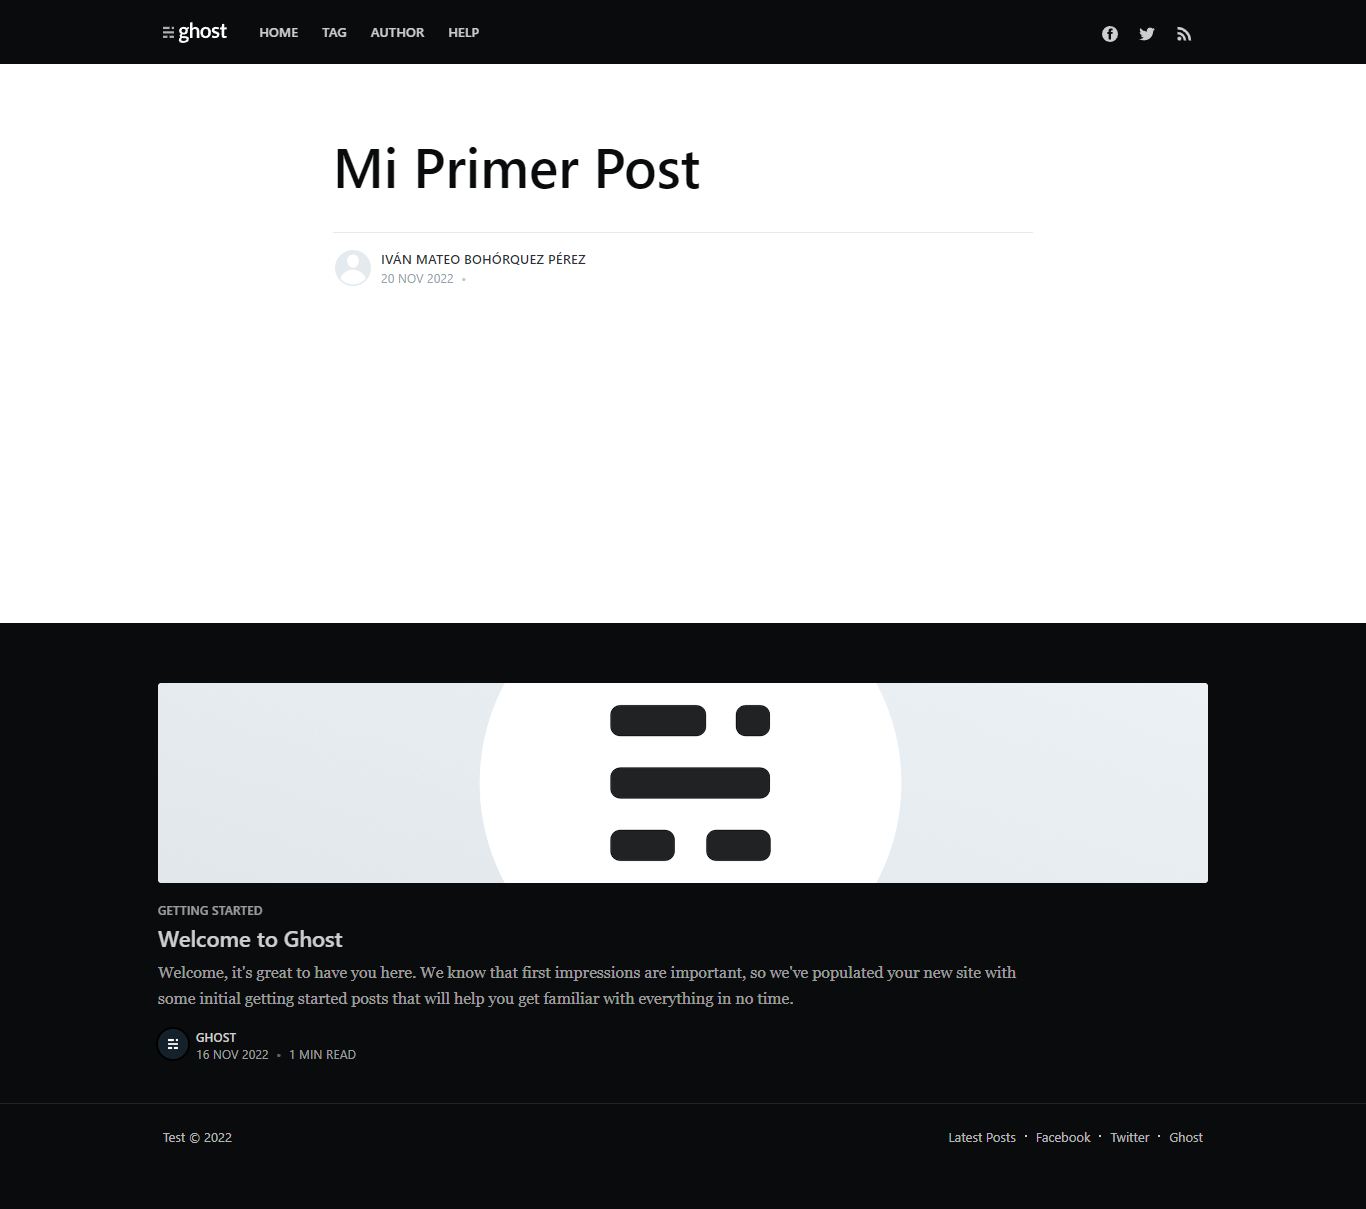 ghost HOME TAG AUTHOR HELP
Mi Primer Post
IVÁN MATEO BOHÓRQUEZ PÉREZ
20 NOV 2022 •
GETTING STARTED
Welcome to Ghost
Welcome, it's great to have you here. We know that first impressions are important, so we've populated your new site with
some initial getting started posts that will help you get familiar with everything in no time.
GHOST
16 NOV 2022 • 1 MIN READ
Test © 2022 Latest Posts · Facebook · Twitter · Ghost